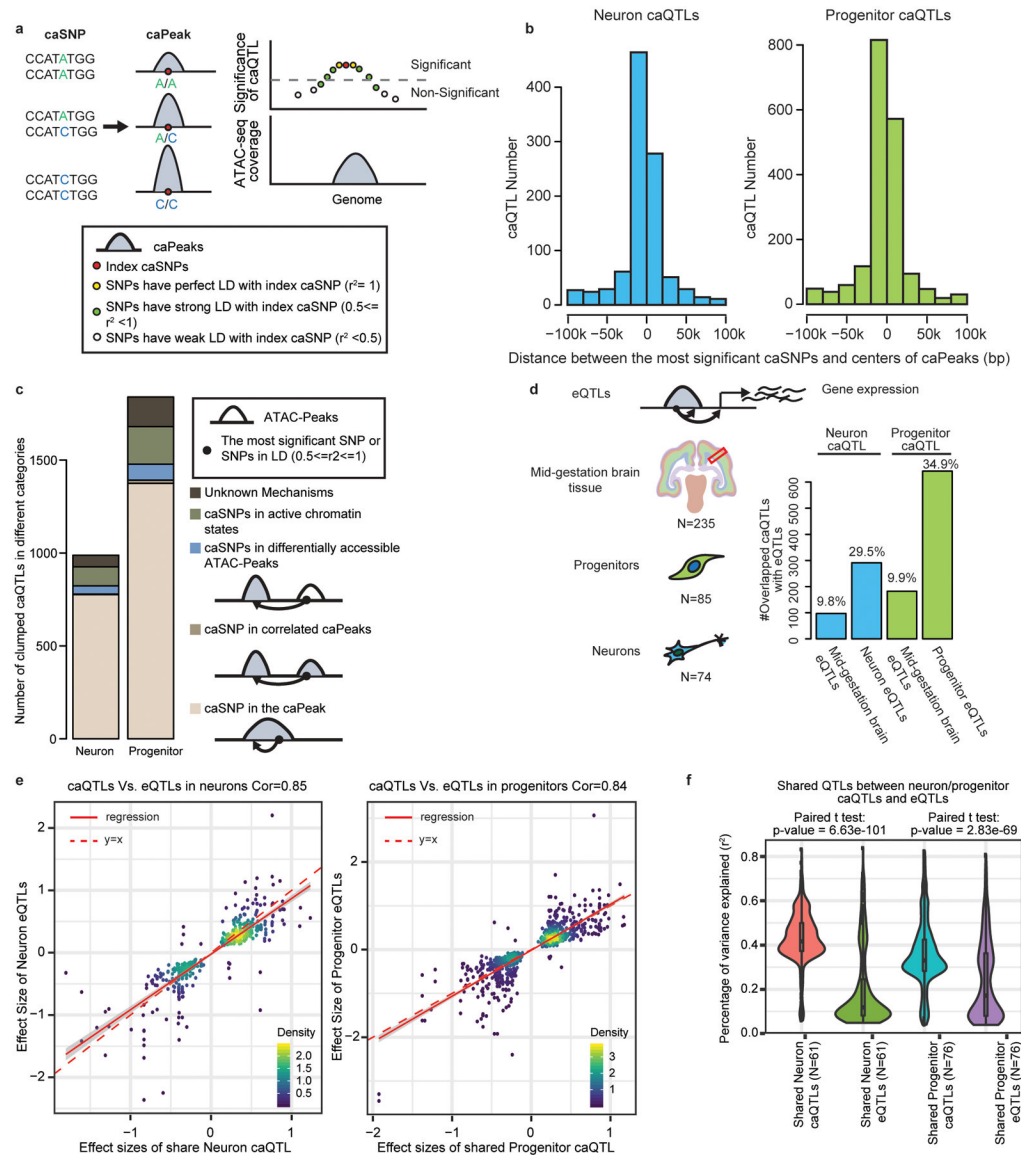 a
caSNP
caPeak
CCATATGG
CCATATGG
A/A
CCATATGG
CCATCTGG
A/C
CCATCTGG
CCATCTGG
C/C
Significance
of caQTL
Significant
Non-Significant
ATAC-seq
coverage
Genome
caPeaks
Index caSNPs
SNPs have perfect LD with index caSNP (r²= 1)
SNPs have strong LD with index caSNP (0.5<=
r² <1)
SNPs have weak LD with index caSNP (r² <0.5)
b
Neuron caQTLs
Progenitor caQTLs
caQTL Number
400
300
200
100
0
−100k
−50k
0
50k
100k
caQTL Number
800
600
400
200
0
−100k
−50k
0
50k
100k
Distance between the most significant caSNPs and centers of caPeaks (bp)
c
Number of clumped caQTLs in different categories
1500
1000
500
0
Neuron
Progenitor
ATAC-Peaks
The most significant SNP or
SNPs in LD (0.5<=r2<=1)
Unknown Mechanisms
caSNPs in active chromatin
states
caSNPs in differentially accessible
ATAC-Peaks
caSNP in correlated caPeaks
caSNP in the caPeak
d
eQTLs
Gene expression
Mid-gestation brain
tissue
N=235
Progenitors
N=85
Neurons
N=74
Neuron
caQTL
Progenitor
caQTL
#Overlapped caQTLs
with eQTLs
0 100 200 300 400 500 600
9.8%
29.5%
9.9%
34.9%
Mid-gestation brain
eQTLs
Neuron eQTLs
Mid-gestation brain
eQTLs
Progenitor eQTLs
e
caQTLs Vs. eQTLs in neurons Cor=0.85
regression
y=x
Effect Size of Neuron eQTLs
2
1
0
−1
−2
Density
2.0
1.5
1.0
0.5
−1
0
1
Effect sizes of share Neuron caQTL
caQTLs Vs. eQTLs in progenitors Cor=0.84
regression
y=x
Effect Size of Progenitor eQTLs
2
0
−2
Density
3
2
1
−2
−1
0
1
Effect sizes of shared Progenitor caQTL
f
Shared QTLs between neuron/progenitor
caQTLs and eQTLs
Paired t test:
p-value = 6.63e-101
Paired t test:
p-value = 2.83e-69
Percentage of variance explained (r²)
0.8
0.6
0.4
0.2
0.0
Shared Neuron
caQTLs (N=61)
Shared Neuron
eQTLs (N=61)
Shared Progenitor
caQTLs (N=76)
Shared Progenitor
eQTLs (N=76)